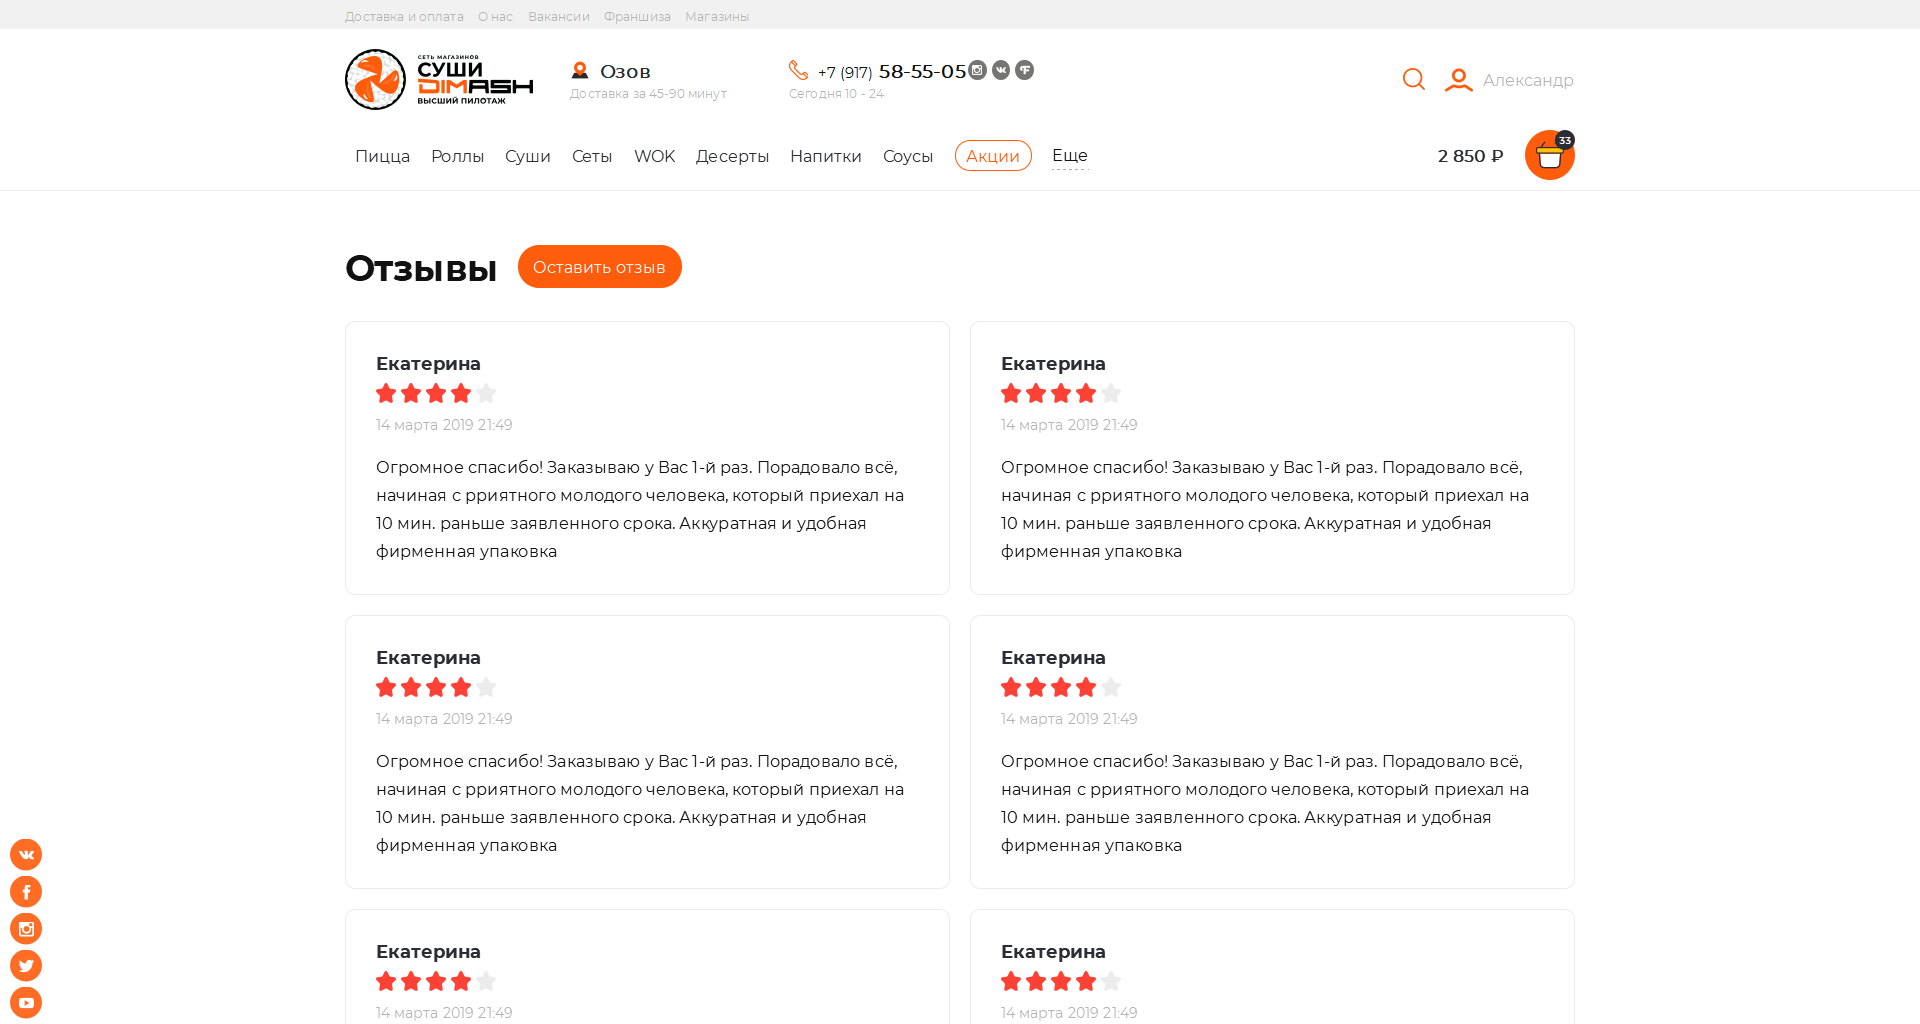 Доставка и оплата О нас Вакансии Франшиза Магазины
СЕТЬ МАГАЗИНОВ
СУШИ
DIMASH
ВЫСШИЙ ПИЛОТАЖ
Озов
Доставка за 45-90 минут
+7 (917) 58-55-05
Сегодня 10 - 24
Александр
Пицца Роллы Суши Сеты WOK Десерты Напитки Соусы Акции Еще
2 850 ₽
33
Отзывы
Оставить отзыв
Екатерина
14 марта 2019 21:49
Огромное спасибо! Заказываю у Вас 1-й раз. Порадовало всё,
начиная с рриятного молодого человека, который приехал на
10 мин. раньше заявленного срока. Аккуратная и удобная
фирменная упаковка
Екатерина
14 марта 2019 21:49
Огромное спасибо! Заказываю у Вас 1-й раз. Порадовало всё,
начиная с рриятного молодого человека, который приехал на
10 мин. раньше заявленного срока. Аккуратная и удобная
фирменная упаковка
Екатерина
14 марта 2019 21:49
Огромное спасибо! Заказываю у Вас 1-й раз. Порадовало всё,
начиная с рриятного молодого человека, который приехал на
10 мин. раньше заявленного срока. Аккуратная и удобная
фирменная упаковка
Екатерина
14 марта 2019 21:49
Огромное спасибо! Заказываю у Вас 1-й раз. Порадовало всё,
начиная с рриятного молодого человека, который приехал на
10 мин. раньше заявленного срока. Аккуратная и удобная
фирменная упаковка
Екатерина
14 марта 2019 21:49
Екатерина
14 марта 2019 21:49